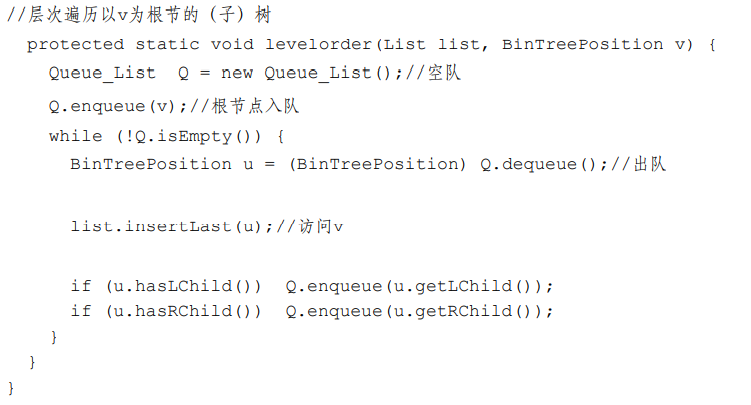 //层次遍历以v为根节的（子）树
protected static void levelorder(List list, BinTreePosition v) {
Queue_List Q = new Queue_List();//空队
Q.enqueue(v);//根节点入队
while (!Q.isEmpty()) {
BinTreePosition u = (BinTreePosition) Q.dequeue();//出队
list.insertLast(u);//访问v
if (u.hasLChild()) Q.enqueue(u.getLChild());
if (u.hasRChild()) Q.enqueue(u.getRChild());
}
}
}